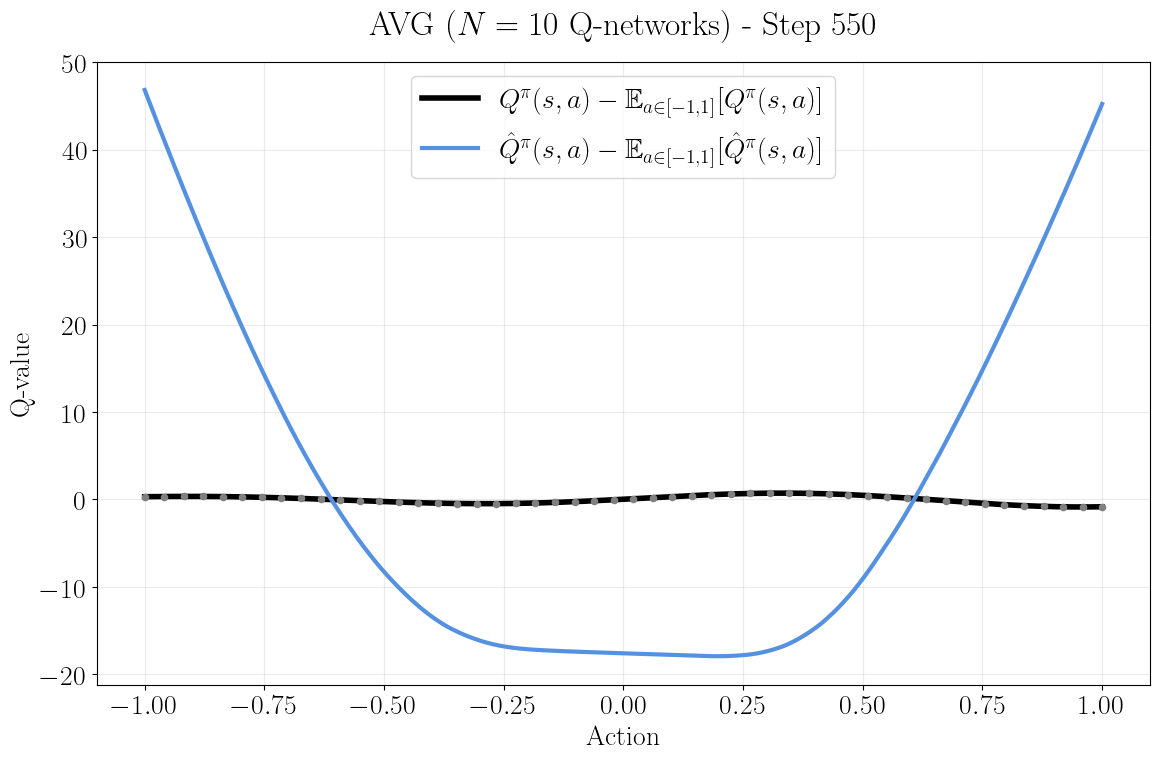 AVG (N = 10 Q-networks) - Step 550
50
40
30
20
10
0
−10
−20
Q-value
Q^π(s, a) − 𝔼_{a∈[−1,1]}[Q^π(s, a)]
Q̂^π(s, a) − 𝔼_{a∈[−1,1]}[Q̂^π(s, a)]
−1.00 −0.75 −0.50 −0.25 0.00 0.25 0.50 0.75 1.00
Action